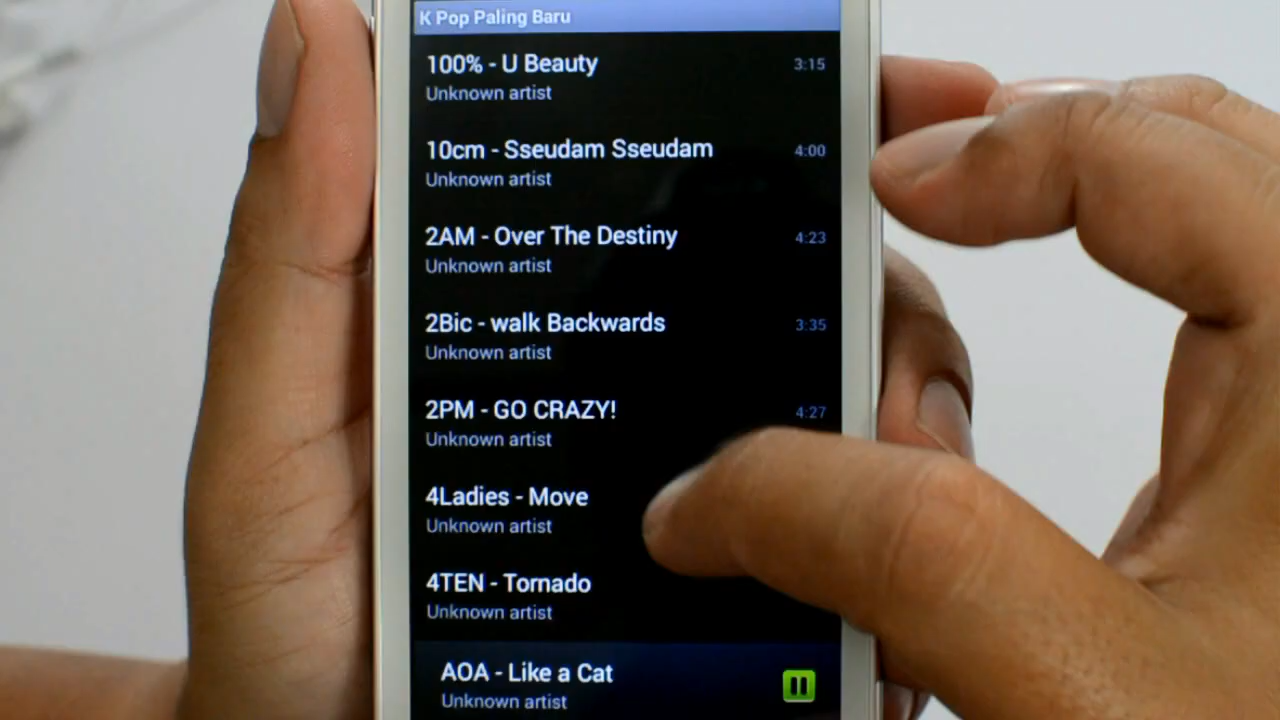 K Pop Paling Baru
100% - U Beauty
3:15
Unknown artist
10cm - Sseudam Sseudam
4:00
Unknown artist
2AM - Over The Destiny
4:23
Unknown artist
2Bic - walk Backwards
3:35
Unknown artist
2PM - GO CRAZY!
4:27
Unknown artist
4Ladies - Move
Unknown artist
4TEN - Tornado
Unknown artist
AOA - Like a Cat
Unknown artist